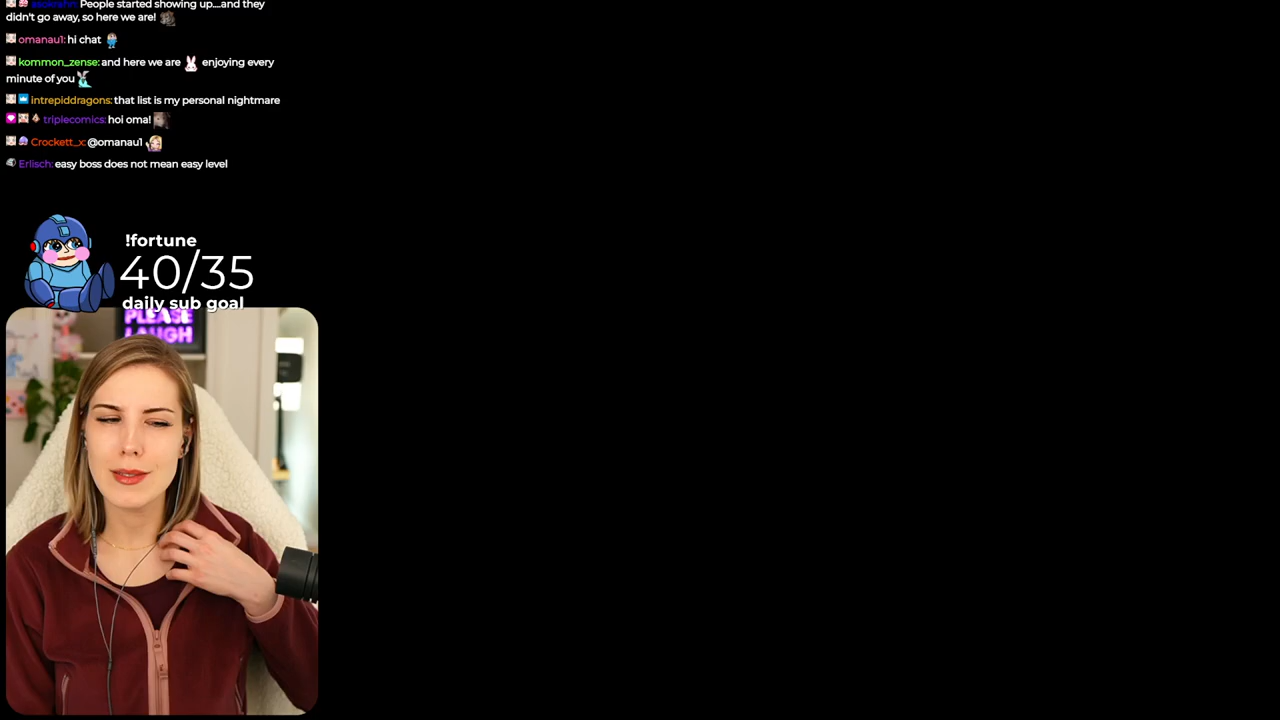 People started showing up....and they
didn't go away, so here we are!
omanau1: hi chat
kommon_zense: and here we are enjoying every
minute of you
intrepiddragons: that list is my personal nightmare
triplecomics: hoi oma!
Crockett_x: @omanau1
Erlisch: easy boss does not mean easy level
!fortune
40/35
daily sub goal
PLEASE
LAUGH